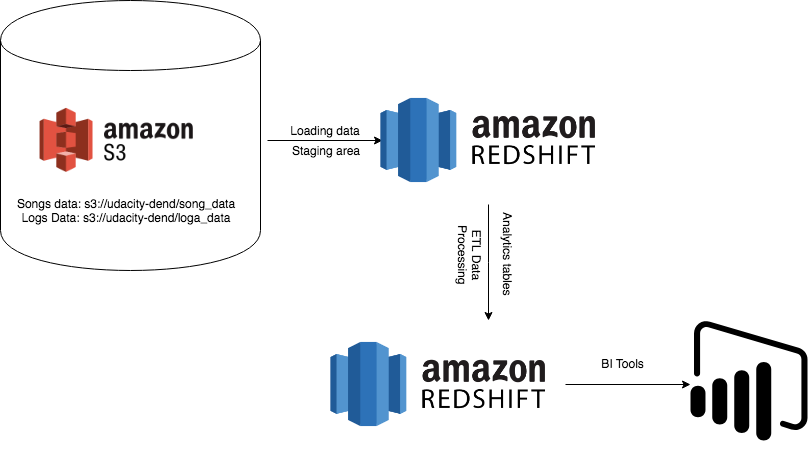 amazon
S3
Songs data: s3://udacity-dend/song_data
Logs Data: s3://udacity-dend/loga_data
Loading data
Staging area
amazon
REDSHIFT
Analytics tables
ETL Data
Processing
amazon
REDSHIFT
BI Tools